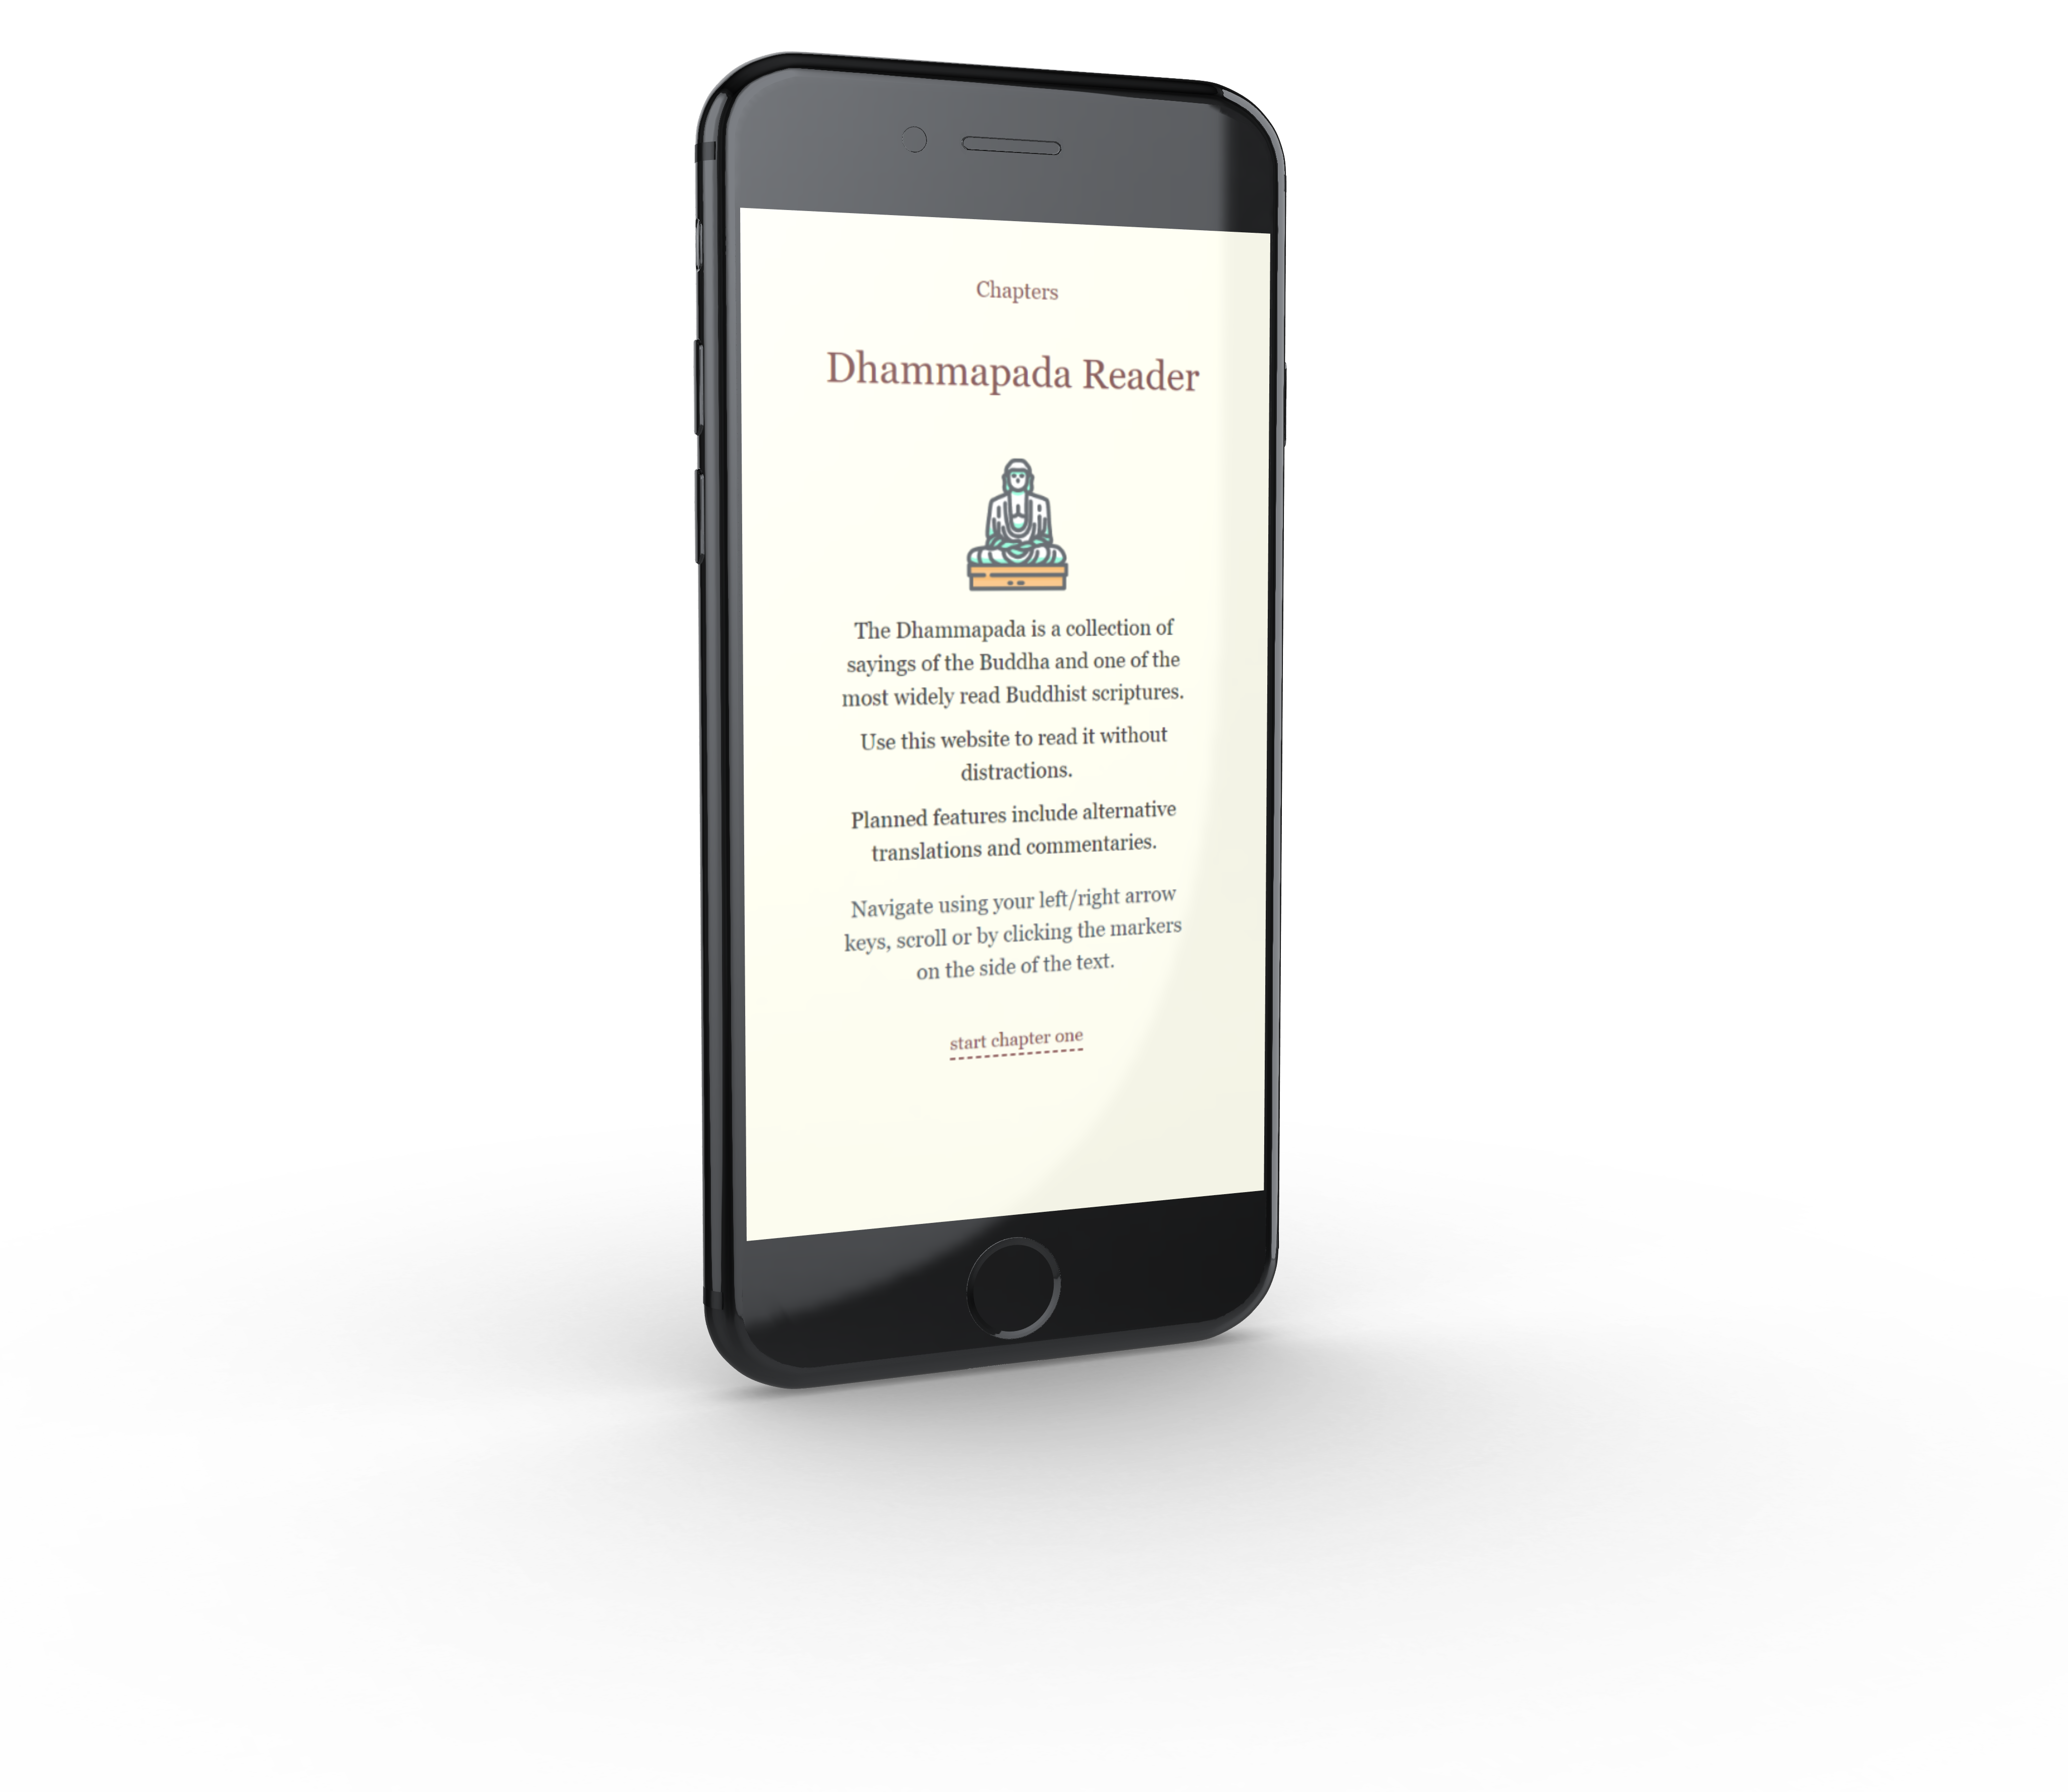 Chapters
Dhammapada Reader
The Dhammapada is a collection of
sayings of the Buddha and one of the
most widely read Buddhist scriptures.
Use this website to read it without
distractions.
Planned features include alternative
translations and commentaries.
Navigate using your left/right arrow
keys, scroll or by clicking the markers
on the side of the text.
start chapter one